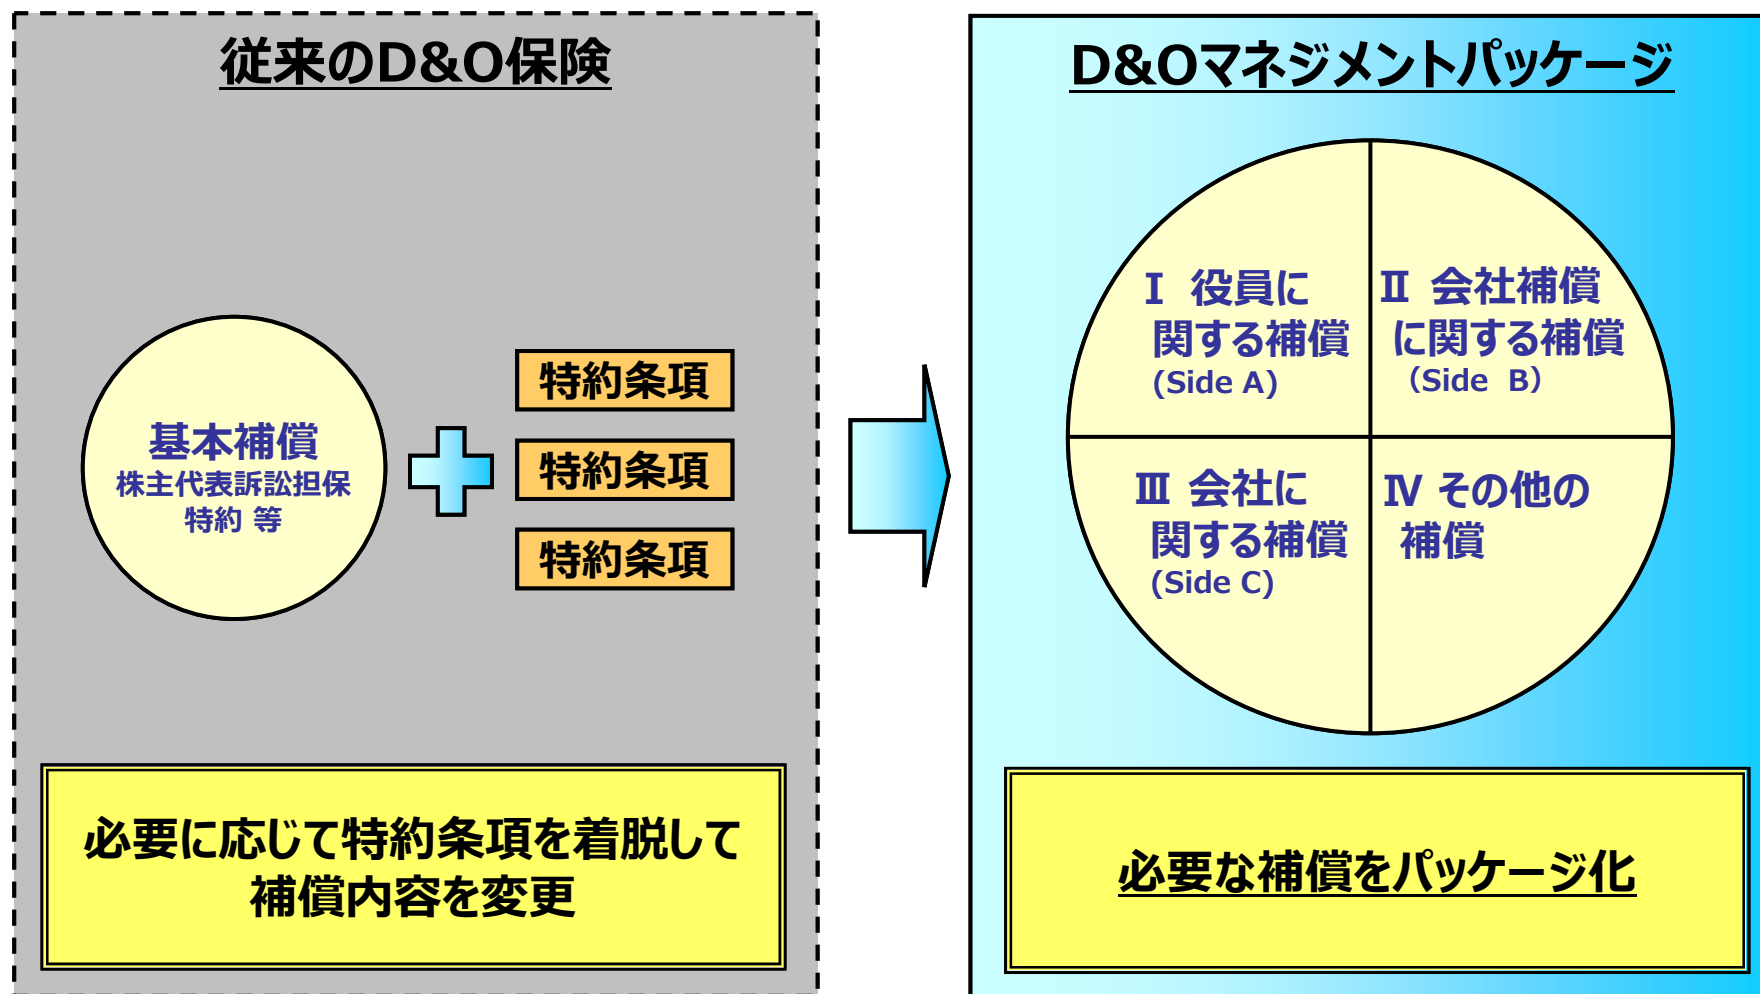 従来のD&O保険
基本補償
株主代表訴訟担保
特約 等
特約条項
特約条項
特約条項
必要に応じて特約条項を着脱して
補償内容を変更
D&Oマネジメントパッケージ
Ⅰ 役員に
関する補償
(Side A)
Ⅱ 会社補償
に関する補償
（Side B）
Ⅲ 会社に
関する補償
(Side C)
Ⅳ その他の
補償
必要な補償をパッケージ化